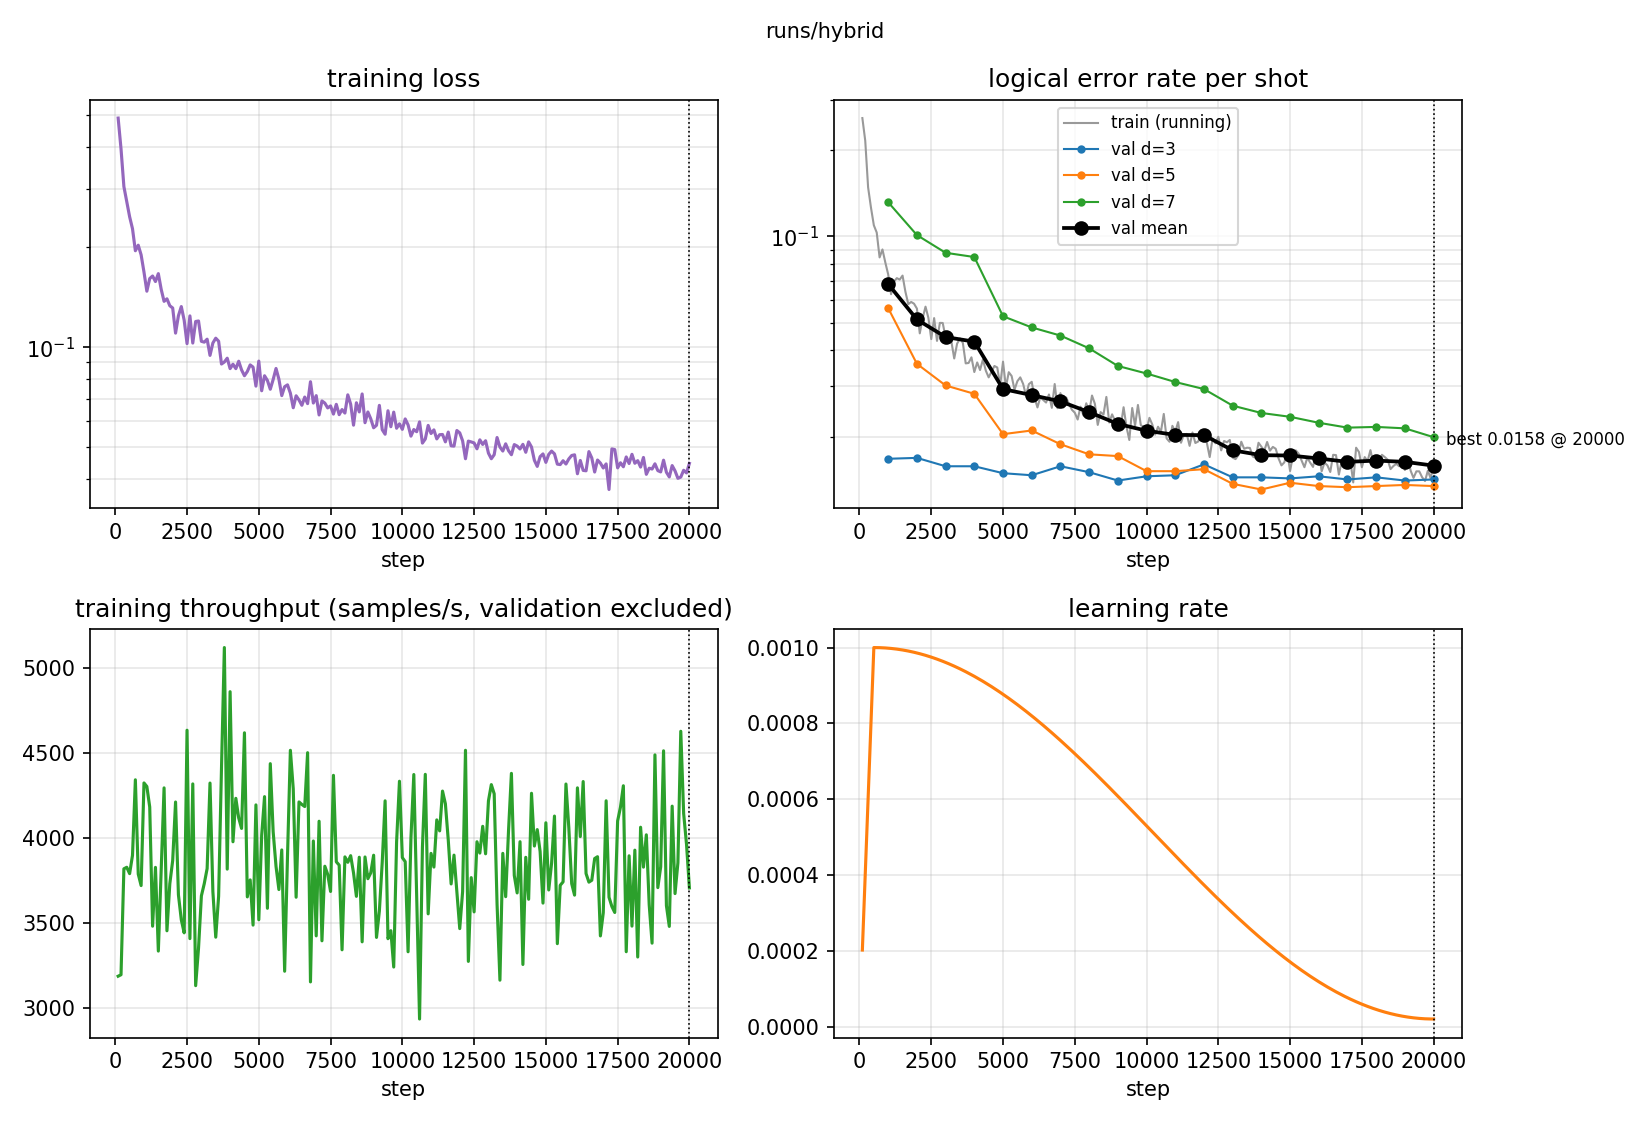 runs/hybrid
training loss
10⁻¹
0 2500 5000 7500 10000 12500 15000 17500 20000
step
logical error rate per shot
train (running)
val d=3
val d=5
val d=7
val mean
10⁻¹
best 0.0158 @ 20000
0 2500 5000 7500 10000 12500 15000 17500 20000
step
training throughput (samples/s, validation excluded)
5000
4500
4000
3500
3000
0 2500 5000 7500 10000 12500 15000 17500 20000
step
learning rate
0.0010
0.0008
0.0006
0.0004
0.0002
0.0000
0 2500 5000 7500 10000 12500 15000 17500 20000
step